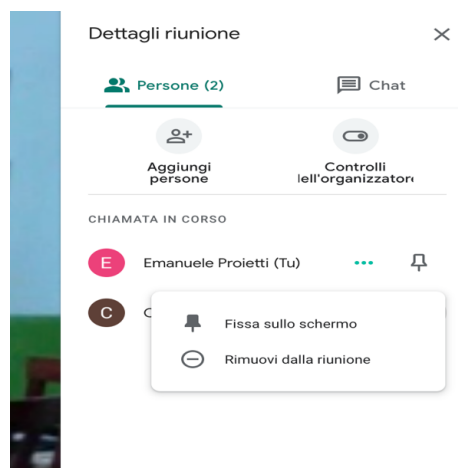 Dettagli riunione
Persone (2)
Chat
Aggiungi
persone
Controlli
dell'organizzatore
CHIAMATA IN CORSO
E
Emanuele Proietti (Tu)
C
Fissa sullo schermo
Rimuovi dalla riunione